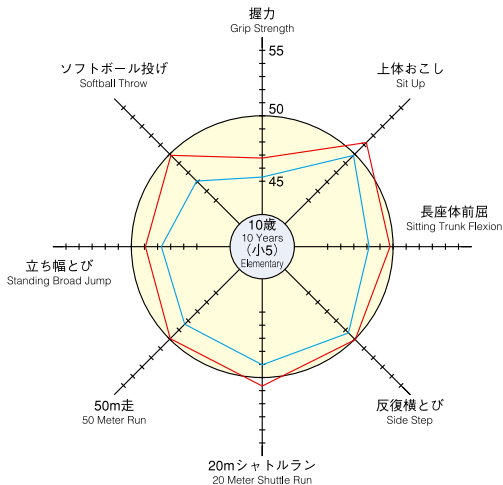 握力
Grip Strength
55
ソフトボール投げ
Softball Throw
上体おこし
Sit Up
50
45
10歳
10 Years
(小5)
Elementary
長座体前屈
Sitting Trunk Flexion
立ち幅とび
Standing Broad Jump
50m走
50 Meter Run
反復横とび
Side Step
20mシャトルラン
20 Meter Shuttle Run